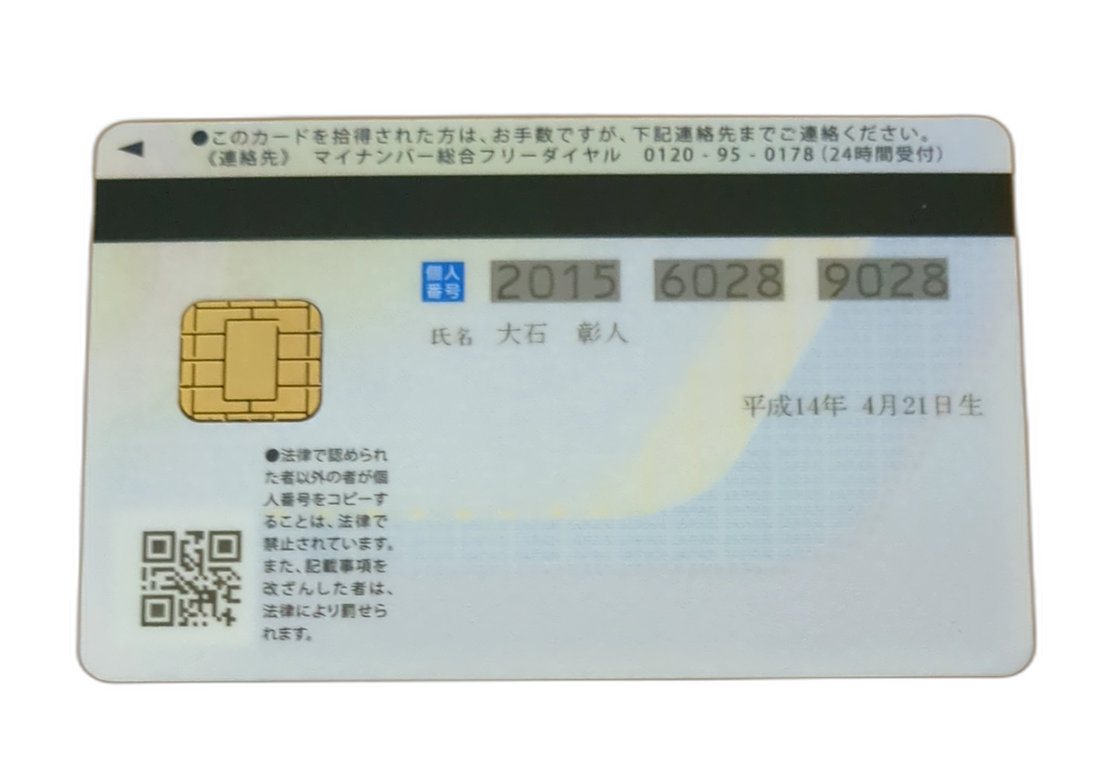 ●このカードを拾得された方は、お手数ですが、下記連絡先までご連絡ください。
《連絡先》 マイナンバー総合フリーダイヤル 0120 - 95 - 0178（24時間受付）
個人番号 2015 6028 9028
氏名 大石 彰人
平成14年 4月21日生
●法律で認められ
た者以外の者が個
人番号をコピーす
ることは、法律で
禁止されています。
また、記載事項を
改ざんした者は、
法律により罰せら
れます。